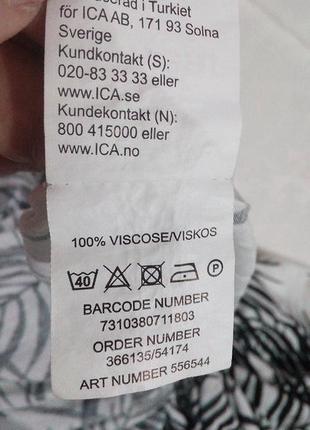 i Turkiet
för ICA AB, 171 93 Solna
Sverige
Kundkontakt (S):
020-83 33 33 eller
www.ICA.se
Kundekontakt (N):
800 415000 eller
www.ICA.no
100% VISCOSE/VISKOS
40 P
BARCODE NUMBER
7310380711803
ORDER NUMBER
366135/54174
ART NUMBER 556544